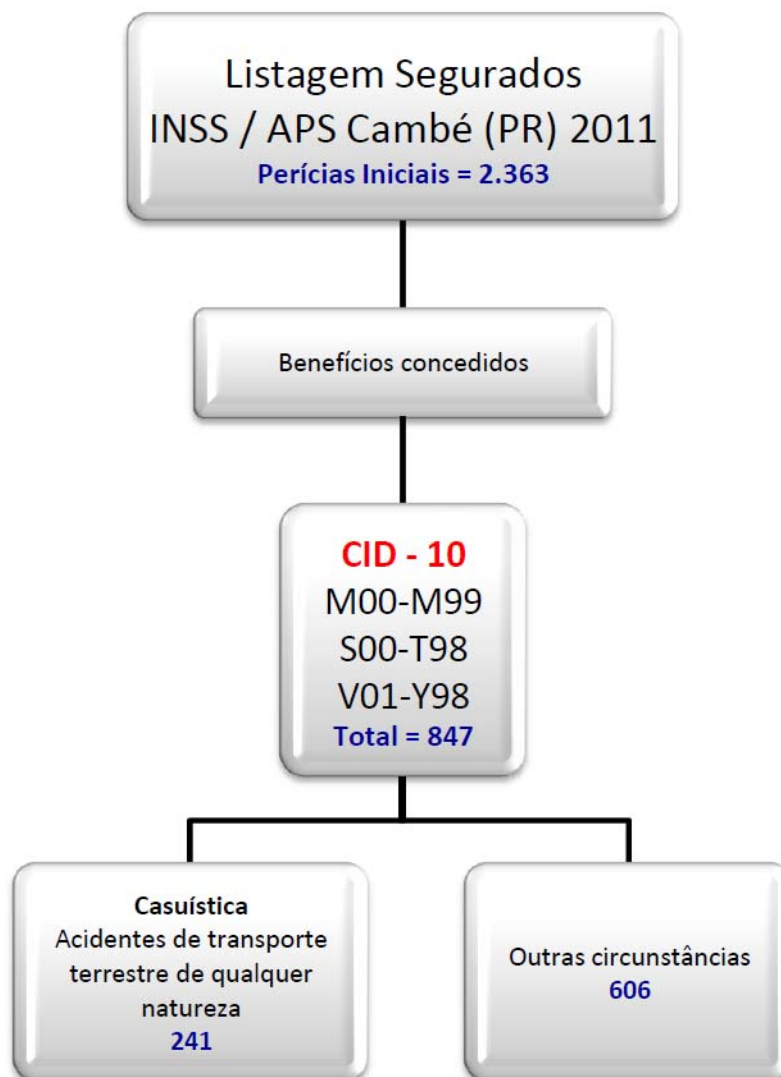 Listagem Segurados
INSS / APS Cambé (PR) 2011
Perícias Iniciais = 2.363
Benefícios concedidos
CID - 10
M00-M99
S00-T98
V01-Y98
Total = 847
Casuística
Acidentes de transporte
terrestre de qualquer
natureza
241
Outras circunstâncias
606